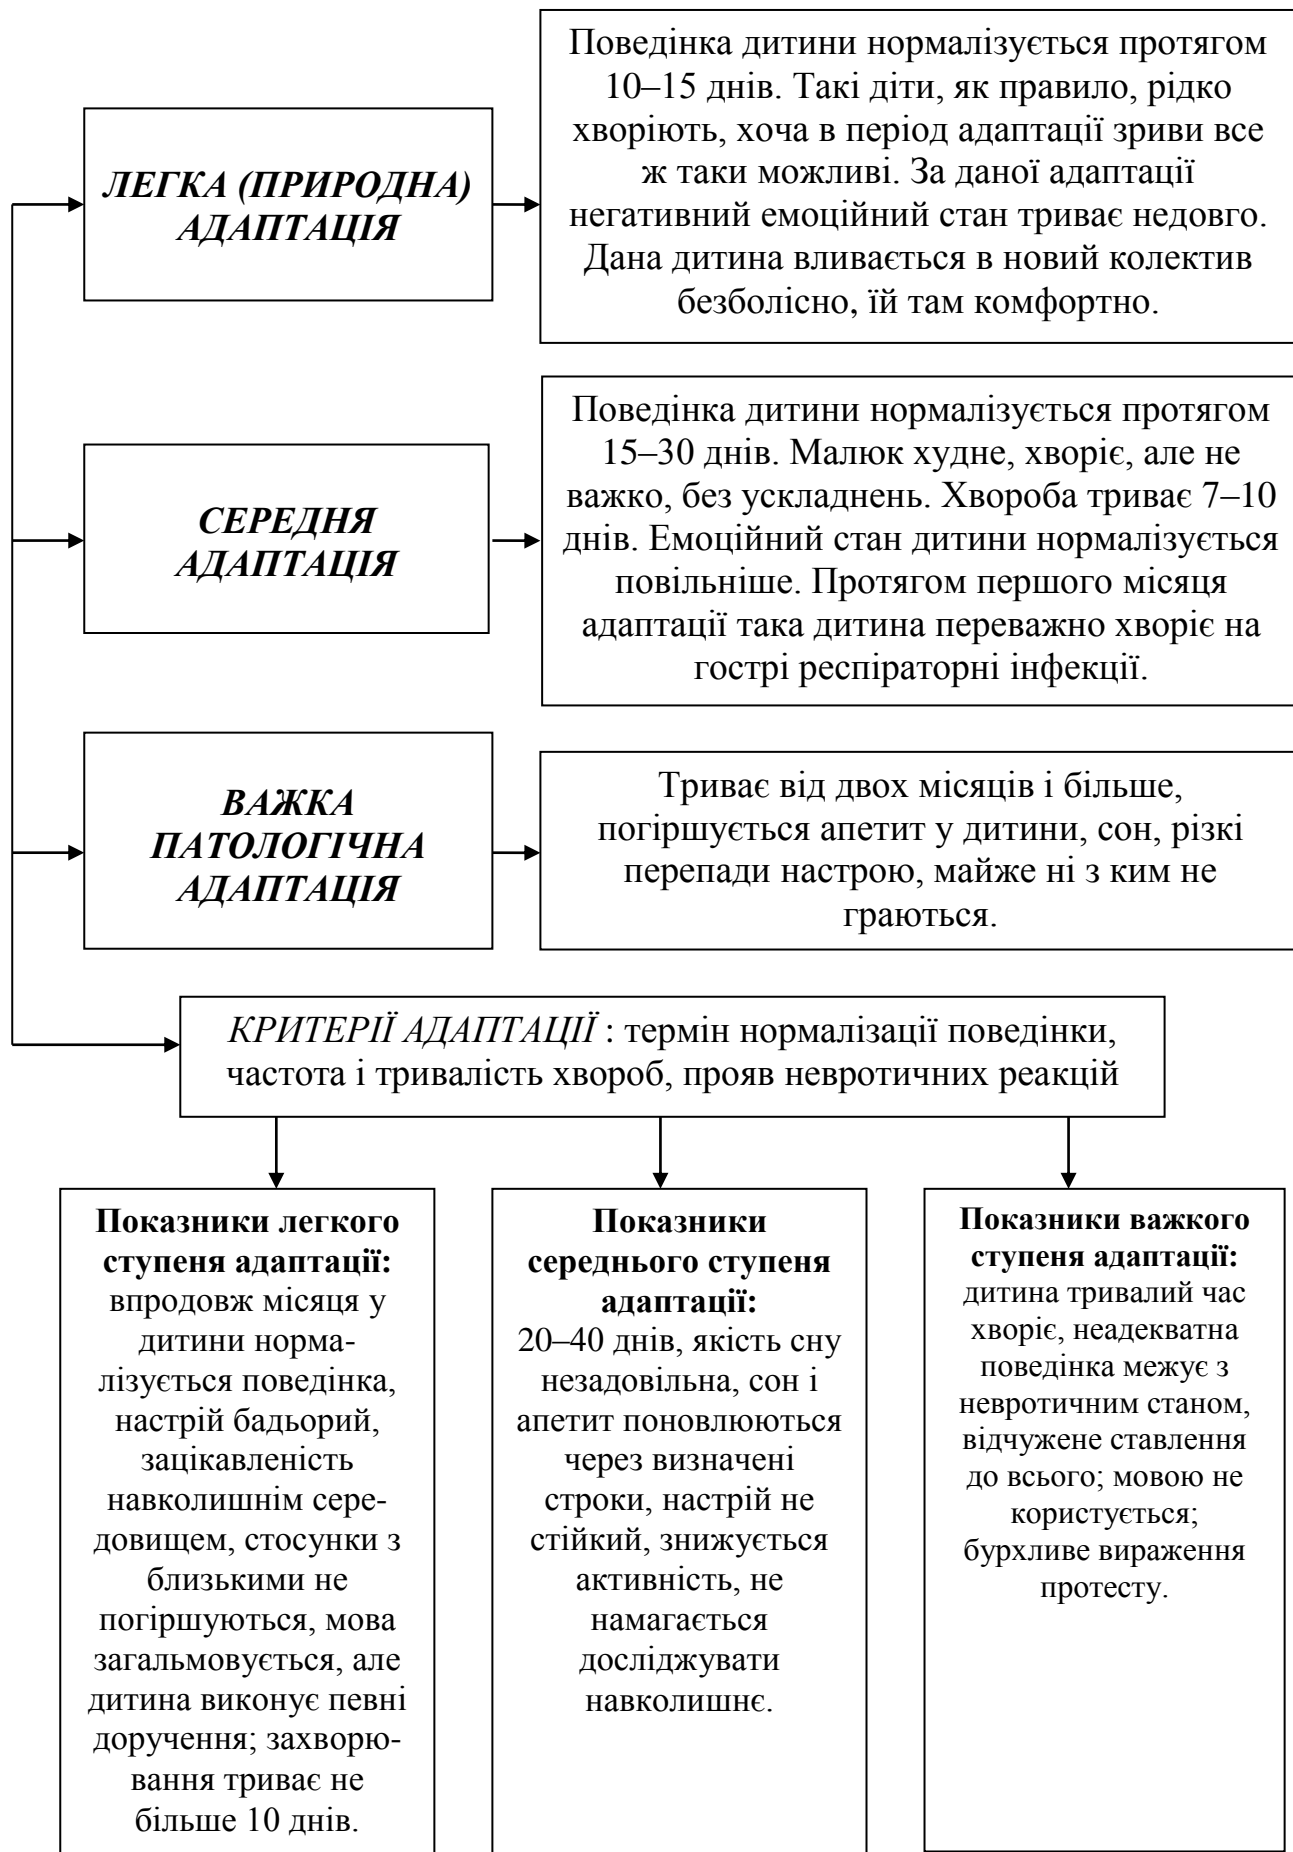 ЛЕГКА (ПРИРОДНА)
АДАПТАЦІЯ
Поведінка дитини нормалізується протягом
10–15 днів. Такі діти, як правило, рідко
хворіють, хоча в період адаптації зриви все
ж таки можливі. За даної адаптації
негативний емоційний стан триває недовго.
Дана дитина вливається в новий колектив
безболісно, їй там комфортно.
СЕРЕДНЯ
АДАПТАЦІЯ
Поведінка дитини нормалізується протягом
15–30 днів. Малюк худне, хворіє, але не
важко, без ускладнень. Хвороба триває 7–10
днів. Емоційний стан дитини нормалізується
повільніше. Протягом першого місяця
адаптації така дитина переважно хворіє на
гострі респіраторні інфекції.
ВАЖКА
ПАТОЛОГІЧНА
АДАПТАЦІЯ
Триває від двох місяців і більше,
погіршується апетит у дитини, сон, різкі
перепади настрою, майже ні з ким не
граються.
КРИТЕРІЇ АДАПТАЦІЇ : термін нормалізації поведінки,
частота і тривалість хвороб, прояв невротичних реакцій
Показники легкого
ступеня адаптації:
впродовж місяця у
дитини норма-
лізується поведінка,
настрій бадьорий,
зацікавленість
навколишнім сере-
довищем, стосунки з
близькими не
погіршуються, мова
загальмовується, але
дитина виконує певні
доручення; захворю-
вання триває не
більше 10 днів.
Показники
середнього ступеня
адаптації:
20–40 днів, якість сну
незадовільна, сон і
апетит поновлюються
через визначені
строки, настрій не
стійкий, знижується
активність, не
намагається
досліджувати
навколишнє.
Показники важкого
ступеня адаптації:
дитина тривалий час
хворіє, неадекватна
поведінка межує з
невротичним станом,
відчужене ставлення
до всього; мовою не
користується;
бурхливе вираження
протесту.